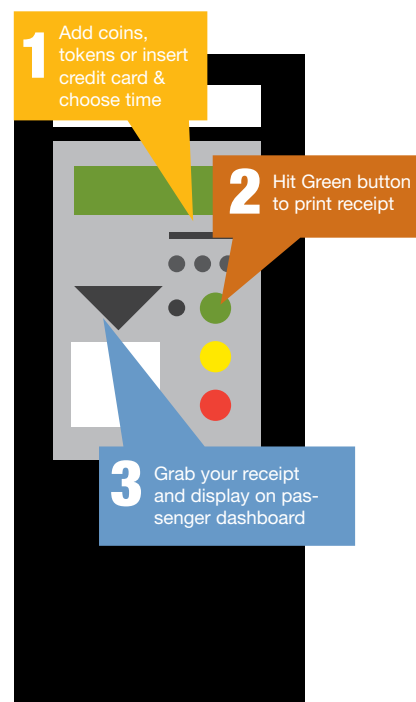 1
Add coins,
tokens or insert
credit card &
choose time
2
Hit Green button
to print receipt
3
Grab your receipt
and display on pas-
senger dashboard